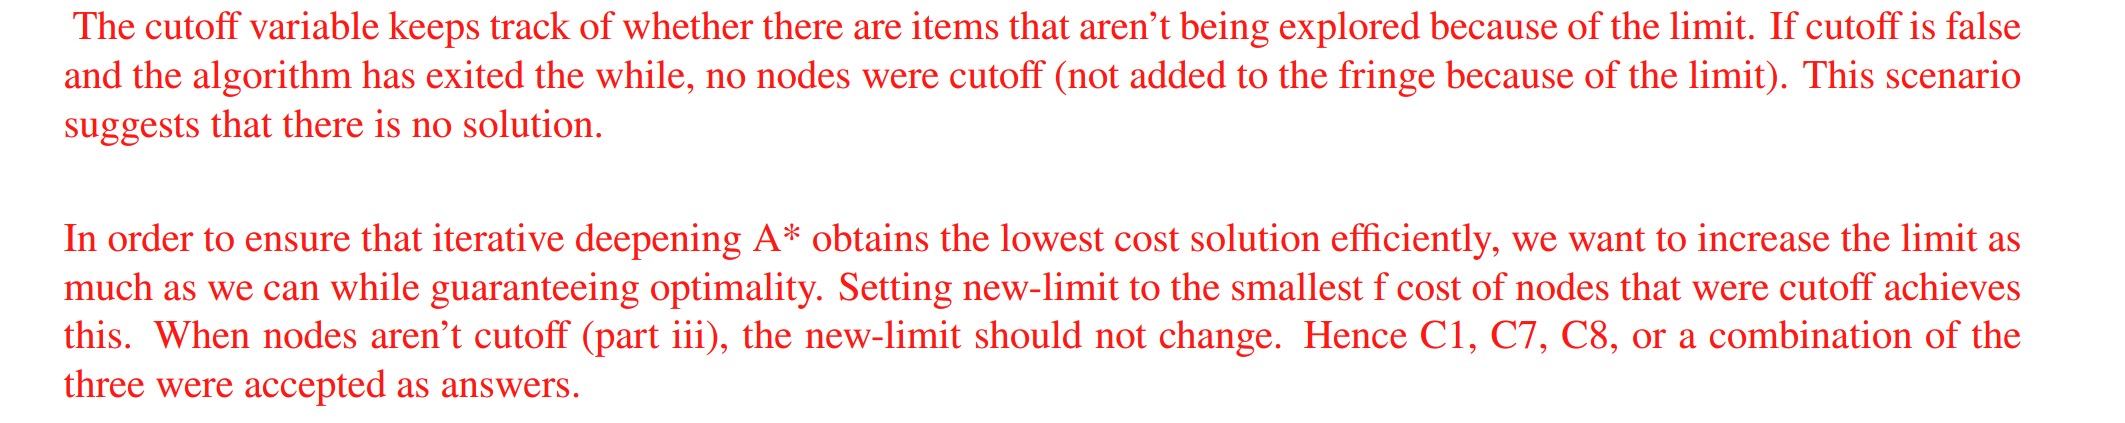 The cutoff variable keeps track of whether there are items that aren’t being explored because of the limit. If cutoff is false
and the algorithm has exited the while, no nodes were cutoff (not added to the fringe because of the limit). This scenario
suggests that there is no solution.
In order to ensure that iterative deepening A* obtains the lowest cost solution efficiently, we want to increase the limit as
much as we can while guaranteeing optimality. Setting new-limit to the smallest f cost of nodes that were cutoff achieves
this. When nodes aren’t cutoff (part iii), the new-limit should not change. Hence C1, C7, C8, or a combination of the
three were accepted as answers.